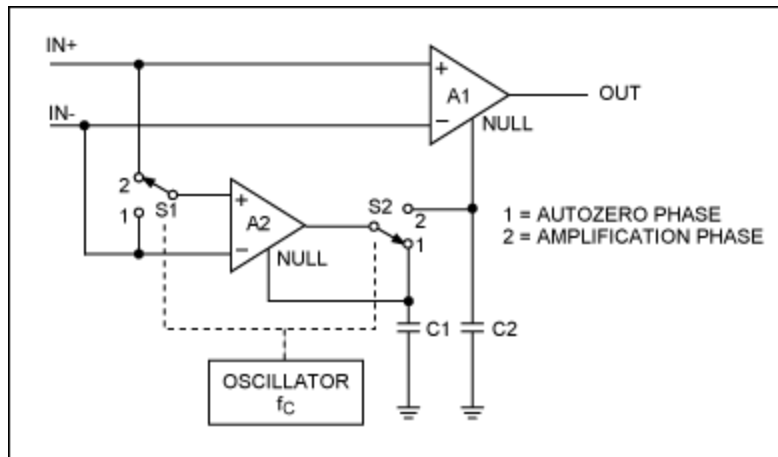 IN+
+
A1
OUT
IN-
−
NULL
2
S1
1
+
A2
−
NULL
S2
2
1
1 = AUTOZERO PHASE
2 = AMPLIFICATION PHASE
C1
C2
OSCILLATOR
fC